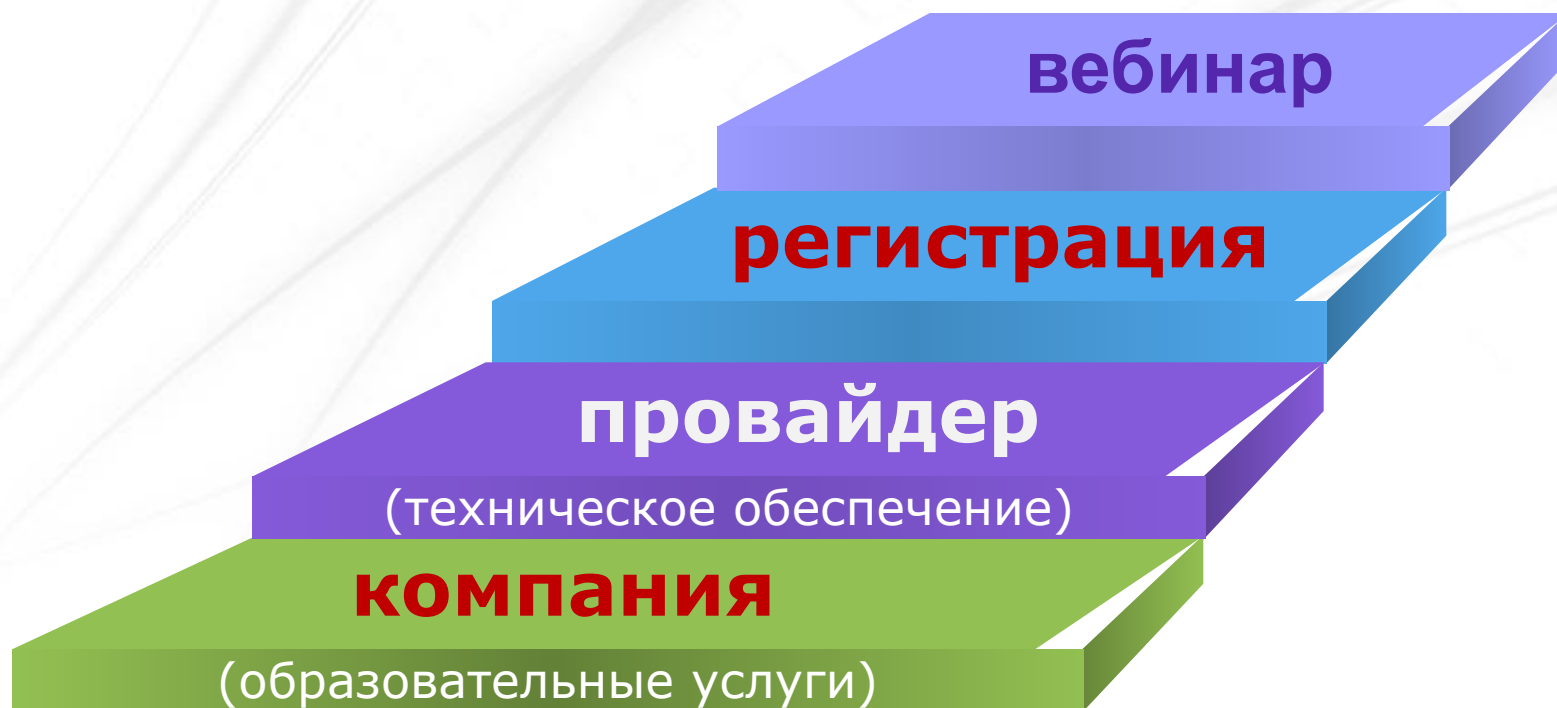 вебинар
регистрация
провайдер
(техническое обеспечение)
компания
(образовательные услуги)